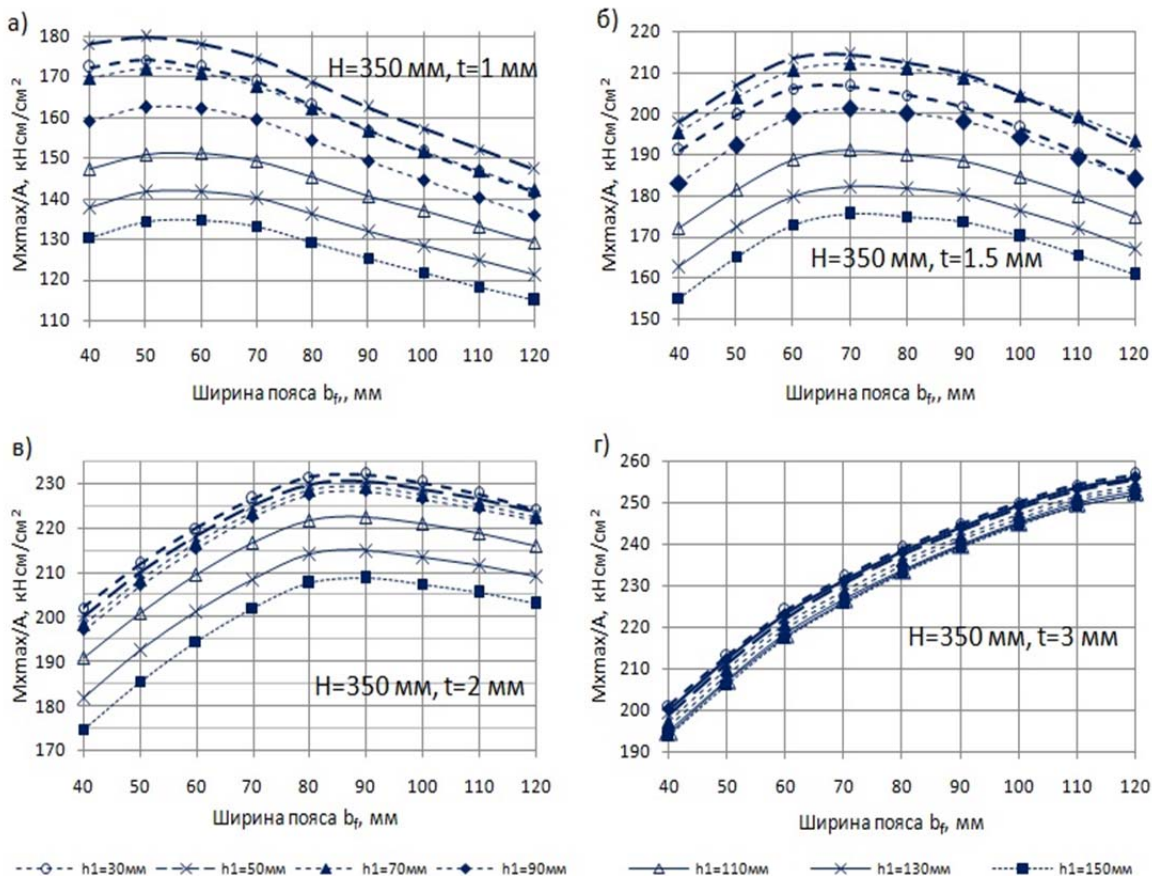 а)
H=350 мм, t=1 мм
Mxmax/A, кНсм/см²
180
170
160
150
140
130
120
110
40 50 60 70 80 90 100 110 120
Ширина пояса bf,, мм
б)
H=350 мм, t=1.5 мм
Mxmax/A, кНсм/см²
220
210
200
190
180
170
160
150
40 50 60 70 80 90 100 110 120
Ширина пояса bf,, мм
в)
H=350 мм, t=2 мм
Mxmax/A, кНсм/см²
230
220
210
200
190
180
170
40 50 60 70 80 90 100 110 120
Ширина пояса bf, мм
г)
H=350 мм, t=3 мм
Mxmax/A, кНсм/см²
260
250
240
230
220
210
200
190
40 50 60 70 80 90 100 110 120
Ширина пояса bf, мм
h1=30мм h1=50мм h1=70мм h1=90мм h1=110мм h1=130мм h1=150мм